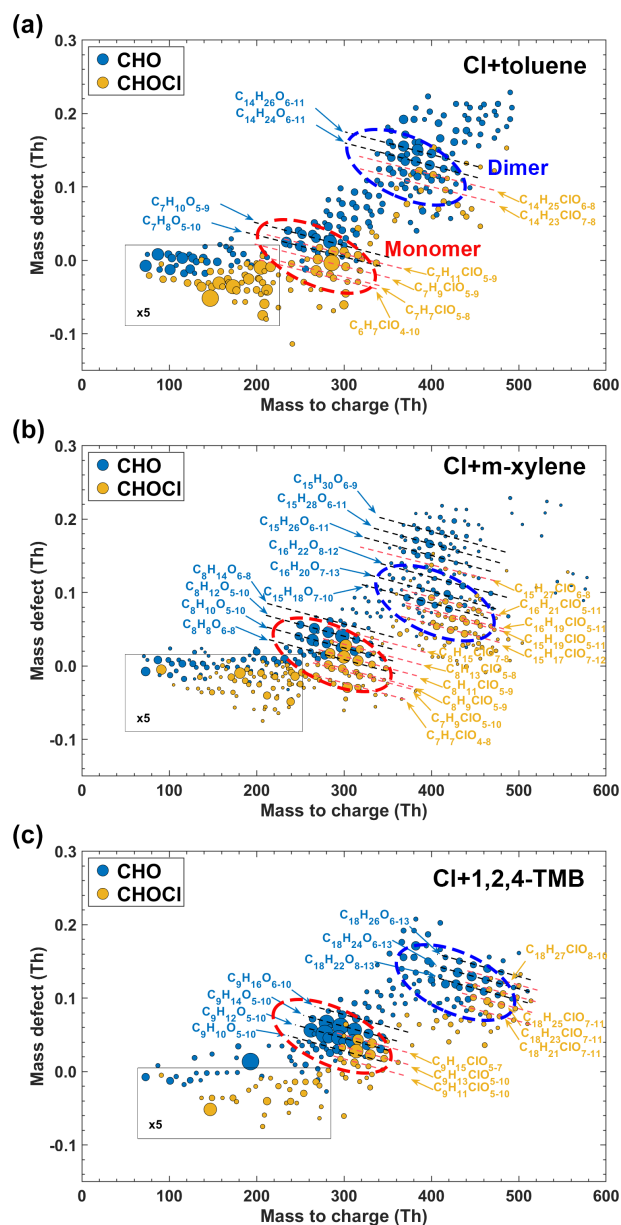 (a)
0.3
CHO
CHOCl
Cl+toluene
C14H26O6-11
C14H24O6-11
0.2
Dimer
C7H10O5-9
C7H8O5-10
C14H25ClO6-8
C14H23ClO7-8
0.1
Monomer
0.0
C7H11ClO5-9
C7H9ClO5-9
C7H7ClO5-8
C6H7ClO4-10
x5
-0.1
Mass defect (Th)
0 100 200 300 400 500 600
Mass to charge (Th)
(b)
0.3
CHO
CHOCl
Cl+m-xylene
C15H30O6-9
C15H28O6-11
C15H26O6-11
C16H22O8-12
C16H20O7-13
C15H18O7-10
0.2
C8H14O6-8
C8H12O5-10
C8H10O5-10
C8H8O6-8
0.1
C15H27ClO6-8
C16H21ClO5-11
C16H19ClO5-11
C15H19ClO5-11
C15H17ClO7-12
0.0
C8H13ClO5-8
C8H11ClO5-9
C8H9ClO5-9
C7H9ClO5-10
C7H7ClO4-8
x5
-0.1
Mass defect (Th)
0 100 200 300 400 500 600
Mass to charge (Th)
(c)
0.3
CHO
CHOCl
Cl+1,2,4-TMB
C18H26O6-13
C18H24O6-13
C18H22O8-13
0.2
C9H16O6-10
C9H14O5-10
C9H12O5-10
C9H10O5-10
C18H25ClO7-11
C18H23ClO7-11
C18H21ClO7-11
0.1
C9H15ClO5-7
C9H13ClO5-10
C9H11ClO5-10
0.0
x5
-0.1
Mass defect (Th)
0 100 200 300 400 500 600
Mass to charge (Th)